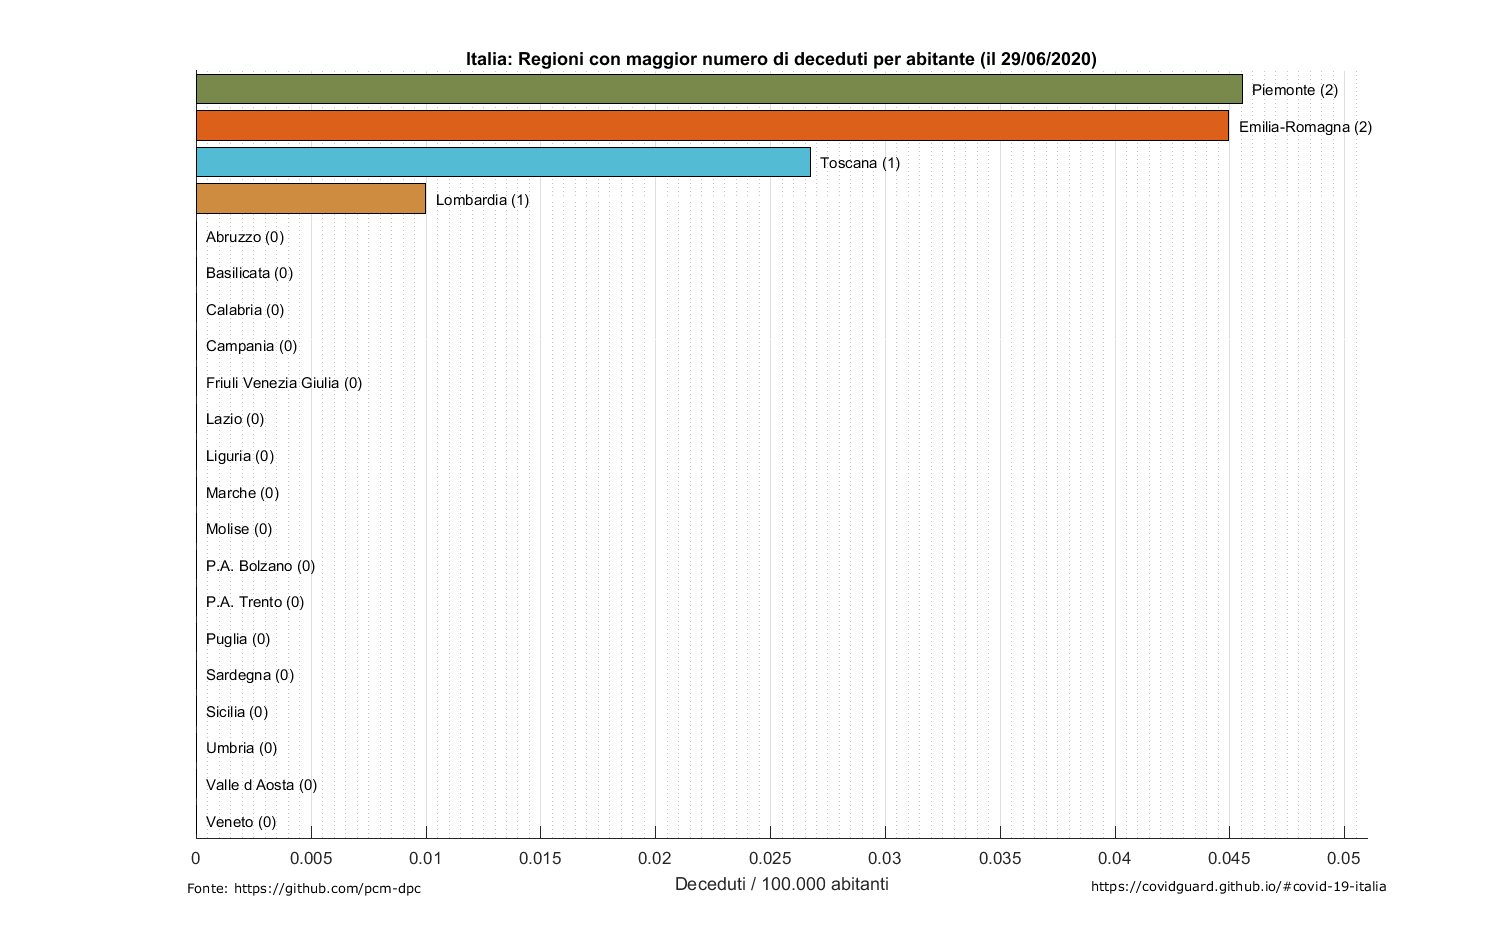 Italia: Regioni con maggior numero di deceduti per abitante (il 29/06/2020)
Piemonte (2)
Emilia-Romagna (2)
Toscana (1)
Lombardia (1)
Abruzzo (0)
Basilicata (0)
Calabria (0)
Campania (0)
Friuli Venezia Giulia (0)
Lazio (0)
Liguria (0)
Marche (0)
Molise (0)
P.A. Bolzano (0)
P.A. Trento (0)
Puglia (0)
Sardegna (0)
Sicilia (0)
Umbria (0)
Valle d Aosta (0)
Veneto (0)
0 0.005 0.01 0.015 0.02 0.025 0.03 0.035 0.04 0.045 0.05
Deceduti / 100.000 abitanti
Fonte: https://github.com/pcm-dpc
https://covidguard.github.io/#covid-19-italia